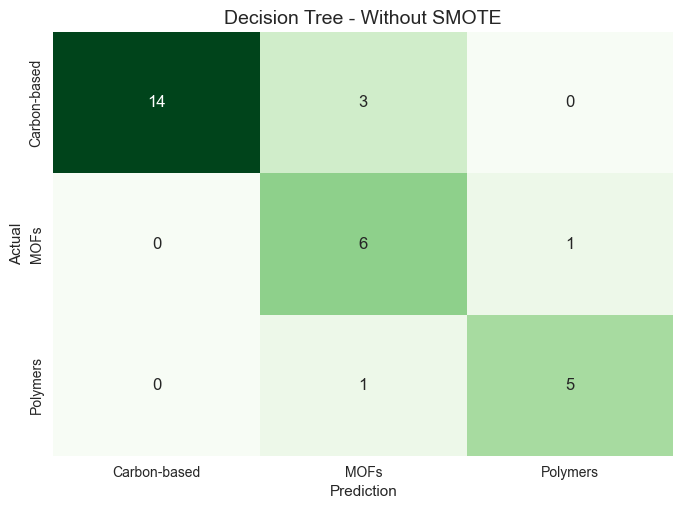 Decision Tree - Without SMOTE
Actual
Carbon-based
14 3 0
MOFs
0 6 1
Polymers
0 1 5
Carbon-based MOFs Polymers
Prediction